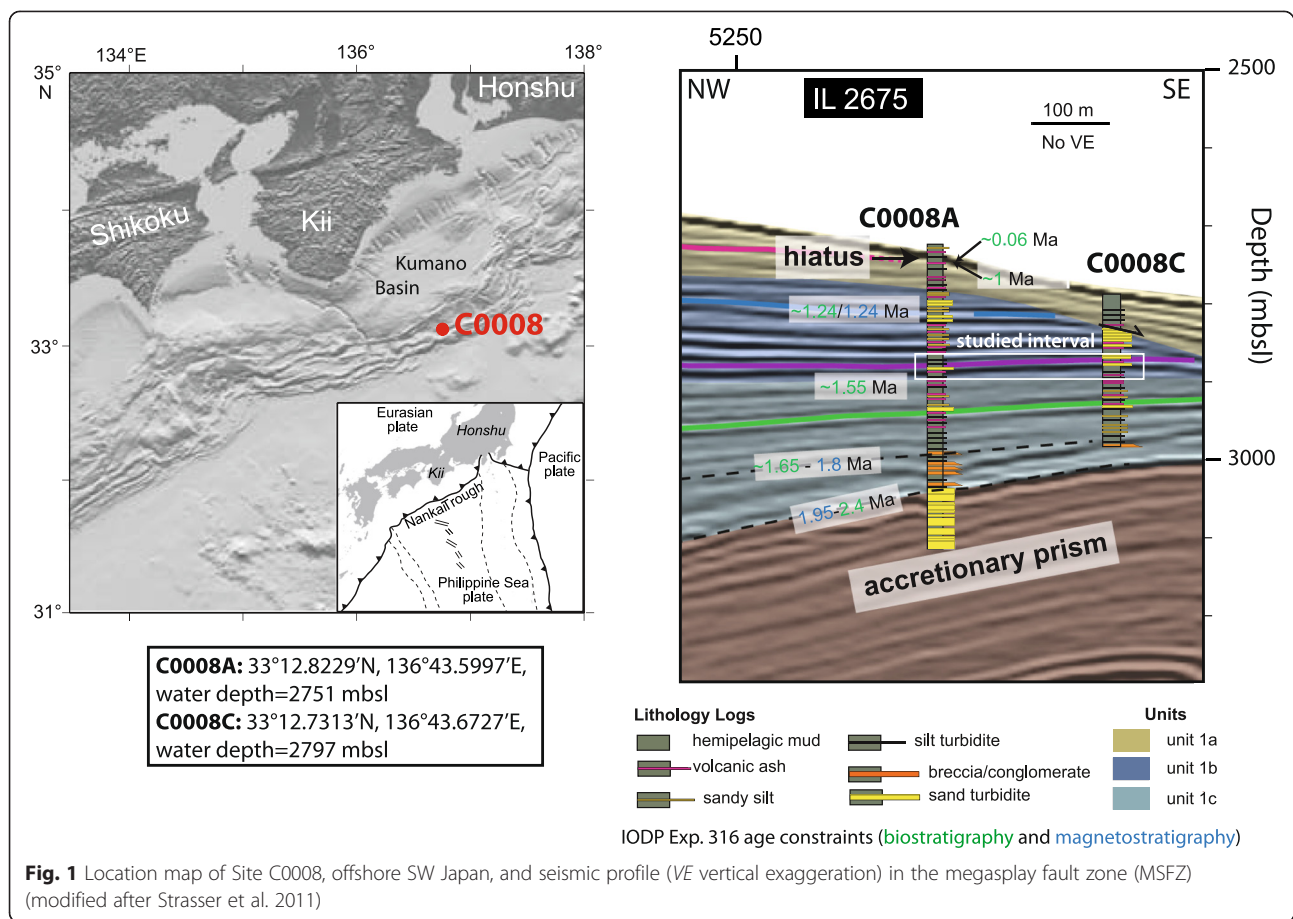 134°E
136°
138°
35°
N
33°
31°
Honshu
Shikoku
Kii
Kumano
Basin
C0008
Eurasian
plate
Honshu
Kii
Pacific
plate
Nankai Trough
Philippine Sea
plate
C0008A: 33°12.8229′N, 136°43.5997′E,
water depth=2751 mbsl
C0008C: 33°12.7313′N, 136°43.6727′E,
water depth=2797 mbsl
5250
2500
NW
IL 2675
SE
100 m
No VE
C0008A
~0.06 Ma
hiatus
C0008C
~1 Ma
~1.24/1.24 Ma
studied interval
~1.55 Ma
~1.65 - 1.8 Ma
1.95-2.4 Ma
accretionary prism
3000
Depth (mbsl)
Lithology Logs
hemipelagic mud
volcanic ash
sandy silt
silt turbidite
breccia/conglomerate
sand turbidite
Units
unit 1a
unit 1b
unit 1c
IODP Exp. 316 age constraints (biostratigraphy and magnetostratigraphy)
Fig. 1 Location map of Site C0008, offshore SW Japan, and seismic profile (VE vertical exaggeration) in the megasplay fault zone (MSFZ)
(modified after Strasser et al. 2011)